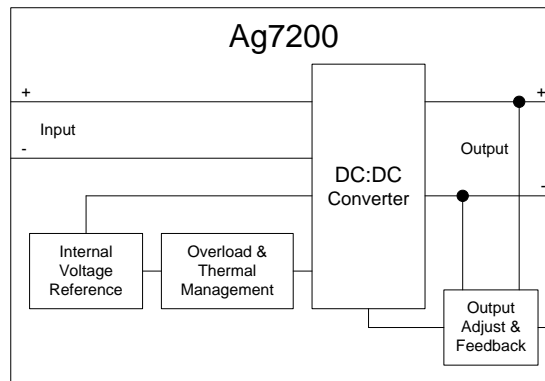 Ag7200
+
Input
-
+
Output
-
DC:DC
Converter
Internal
Voltage
Reference
Overload &
Thermal
Management
Output
Adjust &
Feedback